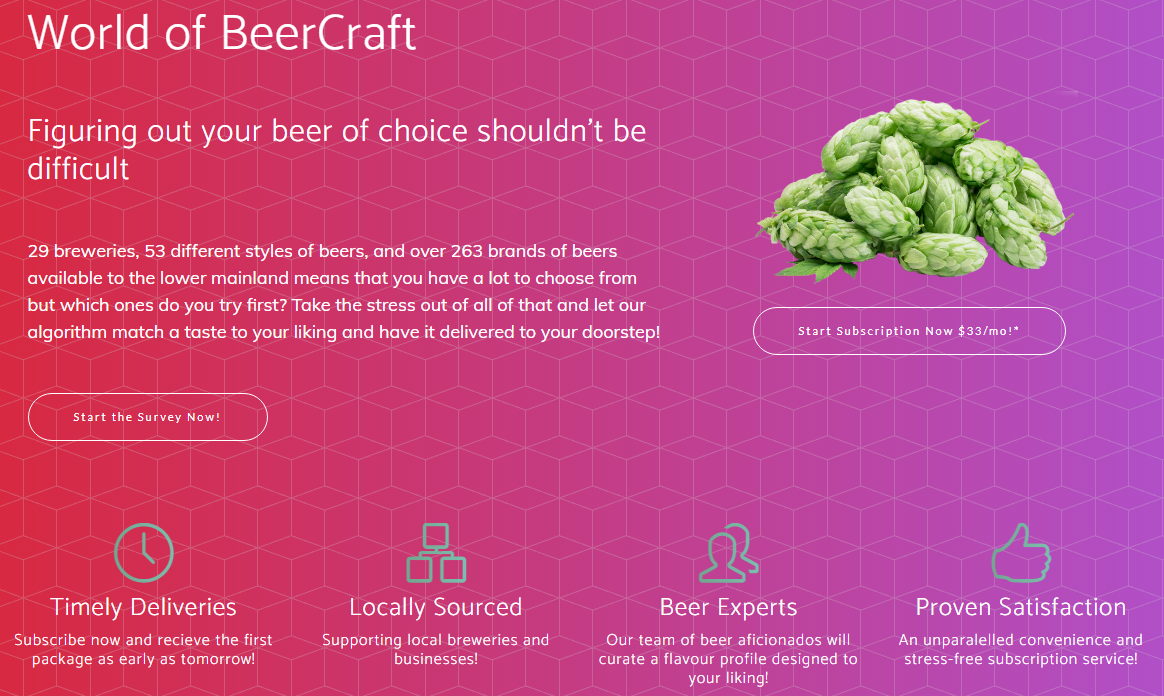 World of BeerCraft
Figuring out your beer of choice shouldn't be
difficult
29 breweries, 53 different styles of beers, and over 263 brands of beers
available to the lower mainland means that you have a lot to choose from
but which ones do you try first? Take the stress out of all of that and let our
algorithm match a taste to your liking and have it delivered to your doorstep!
Start the Survey Now!
Start Subscription Now $33/mo!*
Timely Deliveries
Subscribe now and recieve the first
package as early as tomorrow!
Locally Sourced
Supporting local breweries and
businesses!
Beer Experts
Our team of beer aficionados will
curate a flavour profile designed to
your liking!
Proven Satisfaction
An unparalelled convenience and
stress-free subscription service!